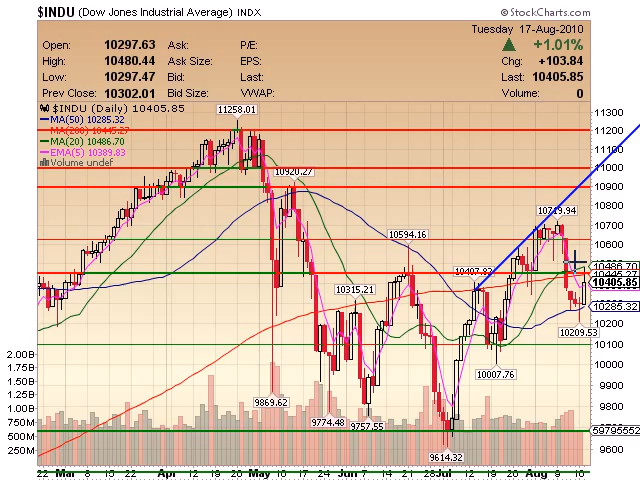 $INDU (Dow Jones Industrial Average) INDX
© StockCharts.com
Tuesday 17-Aug-2010
Open: 10297.63 Ask: P/E: +1.01%
High: 10480.44 Ask Size: EPS: Chg: +103.84
Low: 10297.47 Bid: Last: Last: 10405.85
Prev Close: 10302.01 Bid Size: VWAP: Volume: 0
$INDU (Daily) 10405.85
MA(50) 10285.32
MA(200) 10445.27
MA(20) 10486.70
EMA(5) 10389.83
Volume undef
11258.01
10920.27
10719.94
10594.16
10407.83
10315.21
10209.53
10007.76
9869.62
9774.48
9757.55
9614.32
11300
11200
11100
11000
10900
10800
10700
10600
10486.70
10445.27
10405.85
10285.32
10200
10100
10000
9900
9800
9700
59795552
9600
2.00B
1.75B
1.50B
1.25B
1.00B
750M
500M
250M
22 Mar 8 15 22 Apr 12 19 26 May 10 17 24 Jun 7 14 21 28 Jul 12 19 26 Aug 9 16